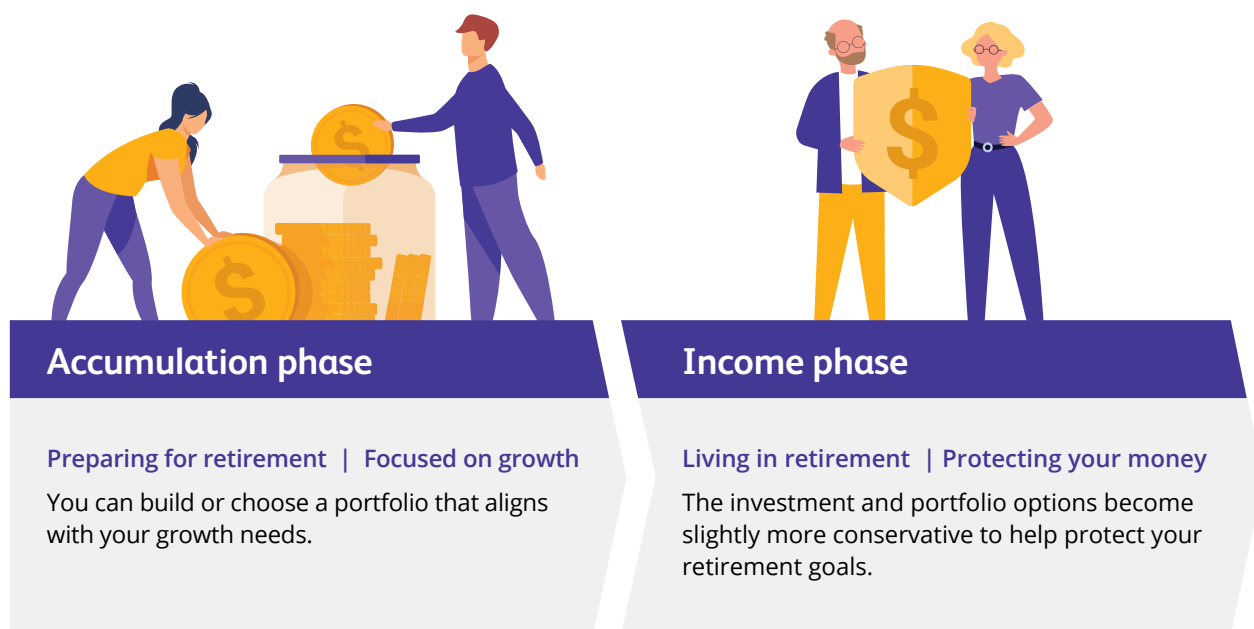 $
$
$
Accumulation phase
Preparing for retirement | Focused on growth
You can build or choose a portfolio that aligns
with your growth needs.
Income phase
Living in retirement | Protecting your money
The investment and portfolio options become
slightly more conservative to help protect your
retirement goals.